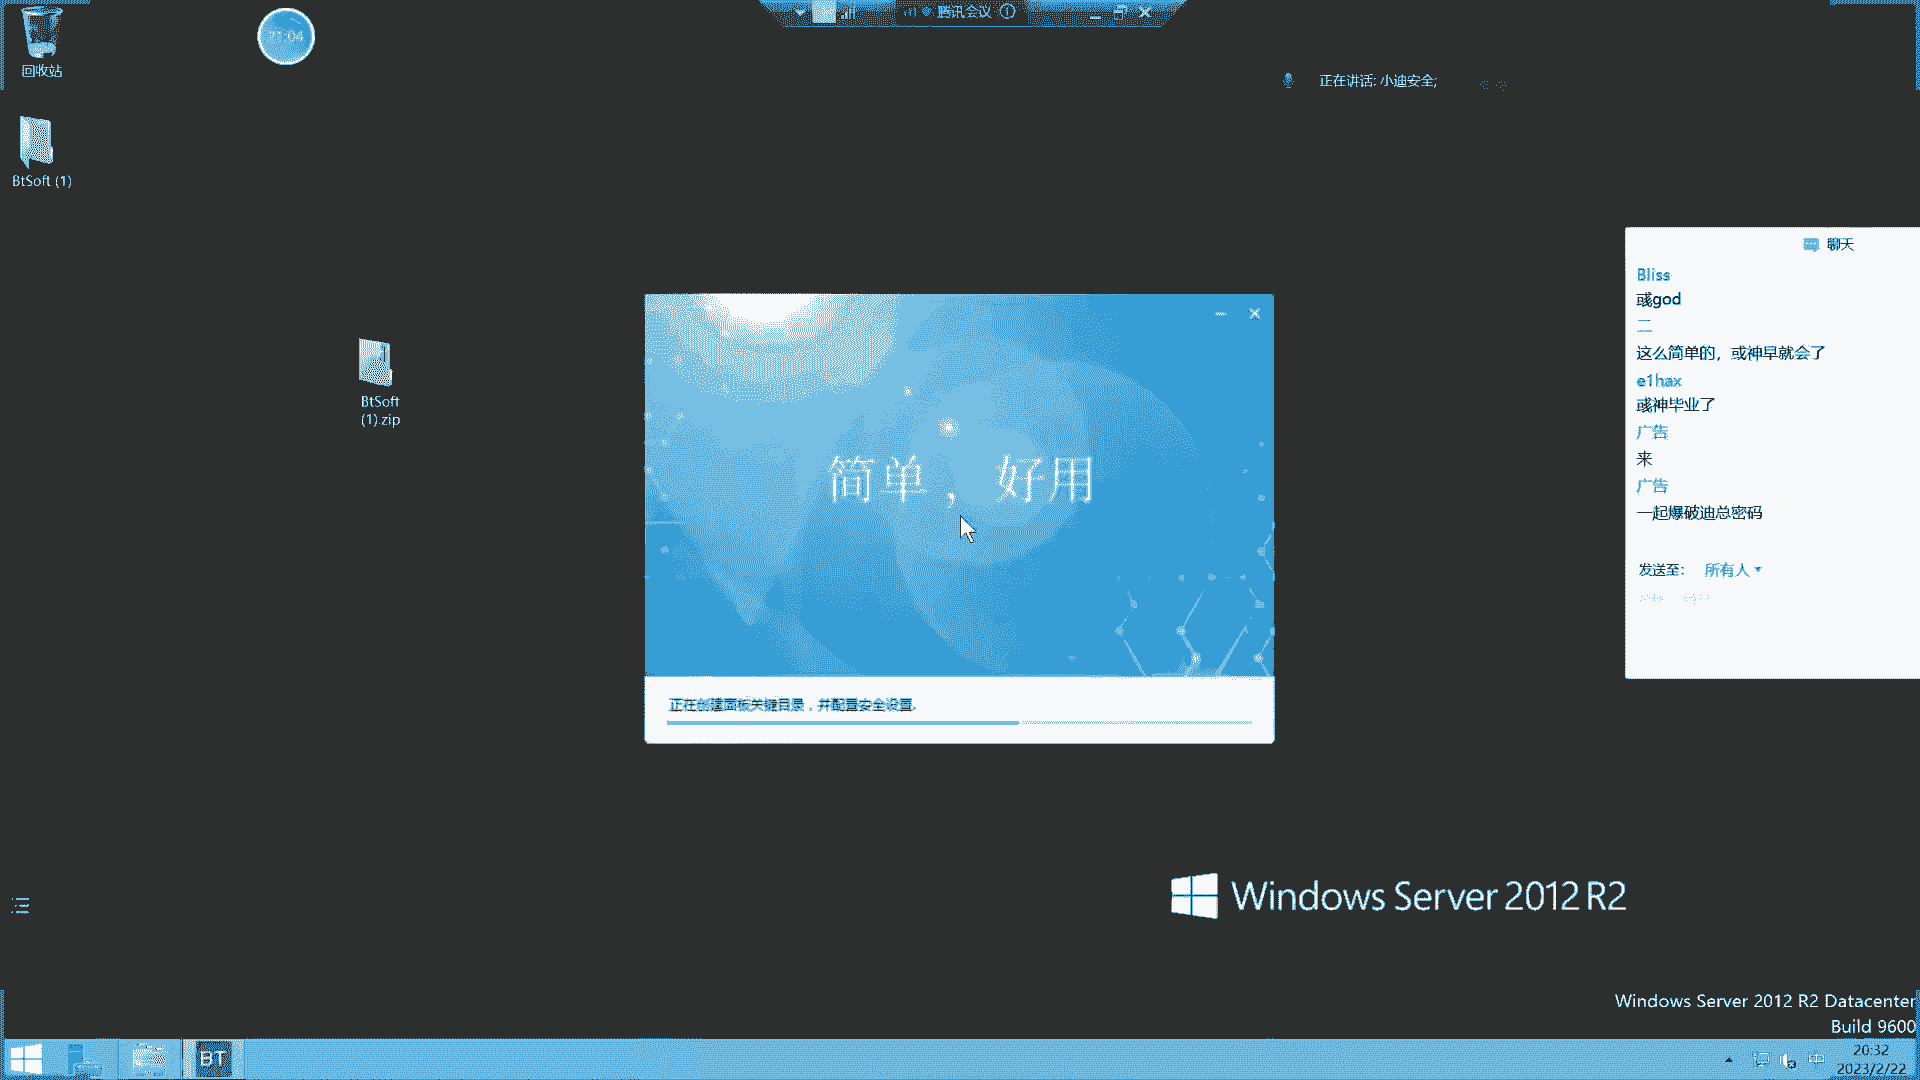 腾讯会议
21:04
回收站
正在讲话: 小迪安全;
BtSoft (1)
聊天
Bliss
或god
二
这么简单的，或神早就会了
e1hax
或神毕业了
广告
来
广告
一起爆破迪总密码
发送至： 所有人
BtSoft
(1).zip
简单， 好用
正在创建面板关键目录，并配置安全设置.
Windows Server 2012 R2
Windows Server 2012 R2 Datacenter
Build 9600
BT
中
20:32
2023/2/22